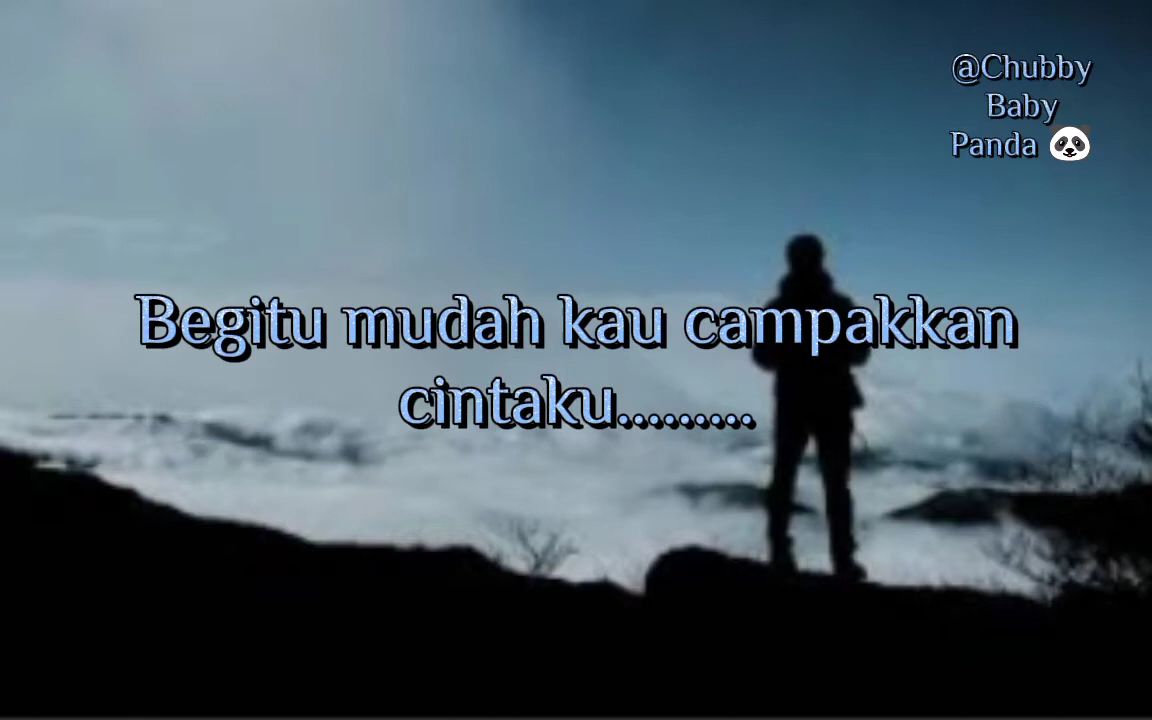 @Chubby
Baby
Panda 🐼
Begitu mudah kau campakkan
cintaku.........